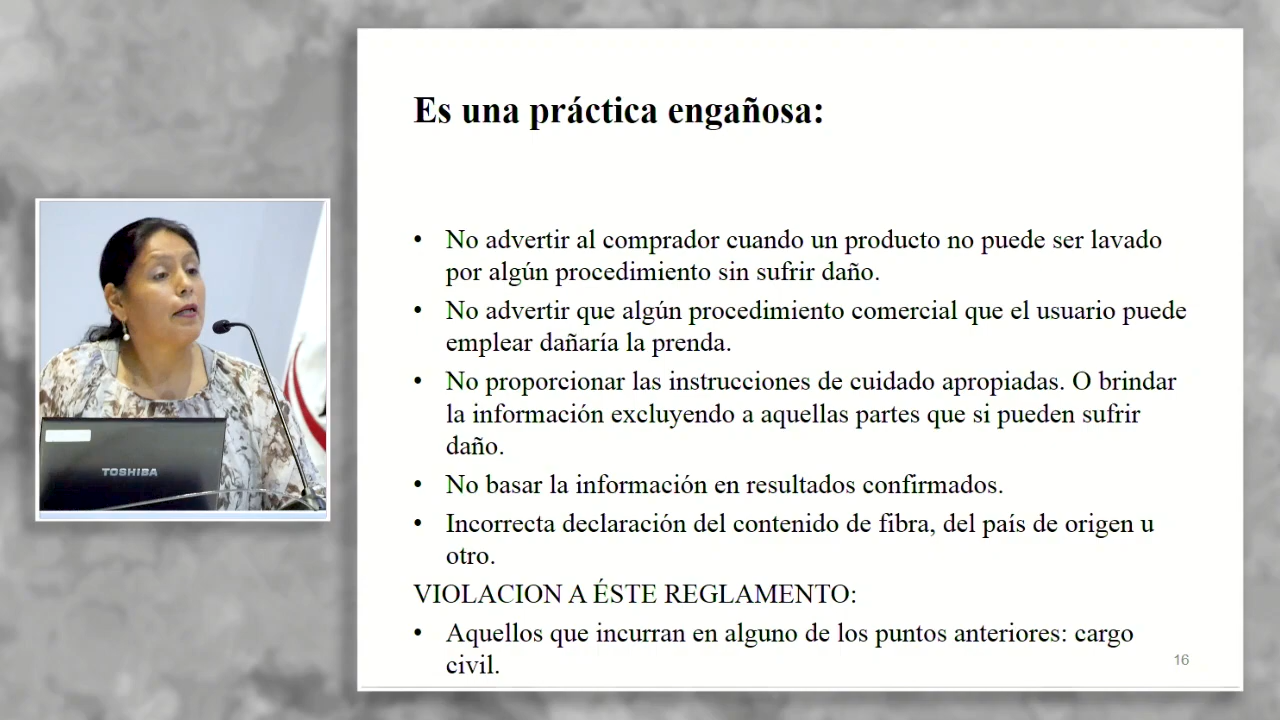 Es una práctica engañosa:
• No advertir al comprador cuando un producto no puede ser lavado
por algún procedimiento sin sufrir daño.
• No advertir que algún procedimiento comercial que el usuario puede
emplear dañaría la prenda.
• No proporcionar las instrucciones de cuidado apropiadas. O brindar
la información excluyendo a aquellas partes que si pueden sufrir
daño.
• No basar la información en resultados confirmados.
• Incorrecta declaración del contenido de fibra, del país de origen u
otro.
VIOLACION A ÉSTE REGLAMENTO:
• Aquellos que incurran en alguno de los puntos anteriores: cargo
civil.
16
TOSHIBA